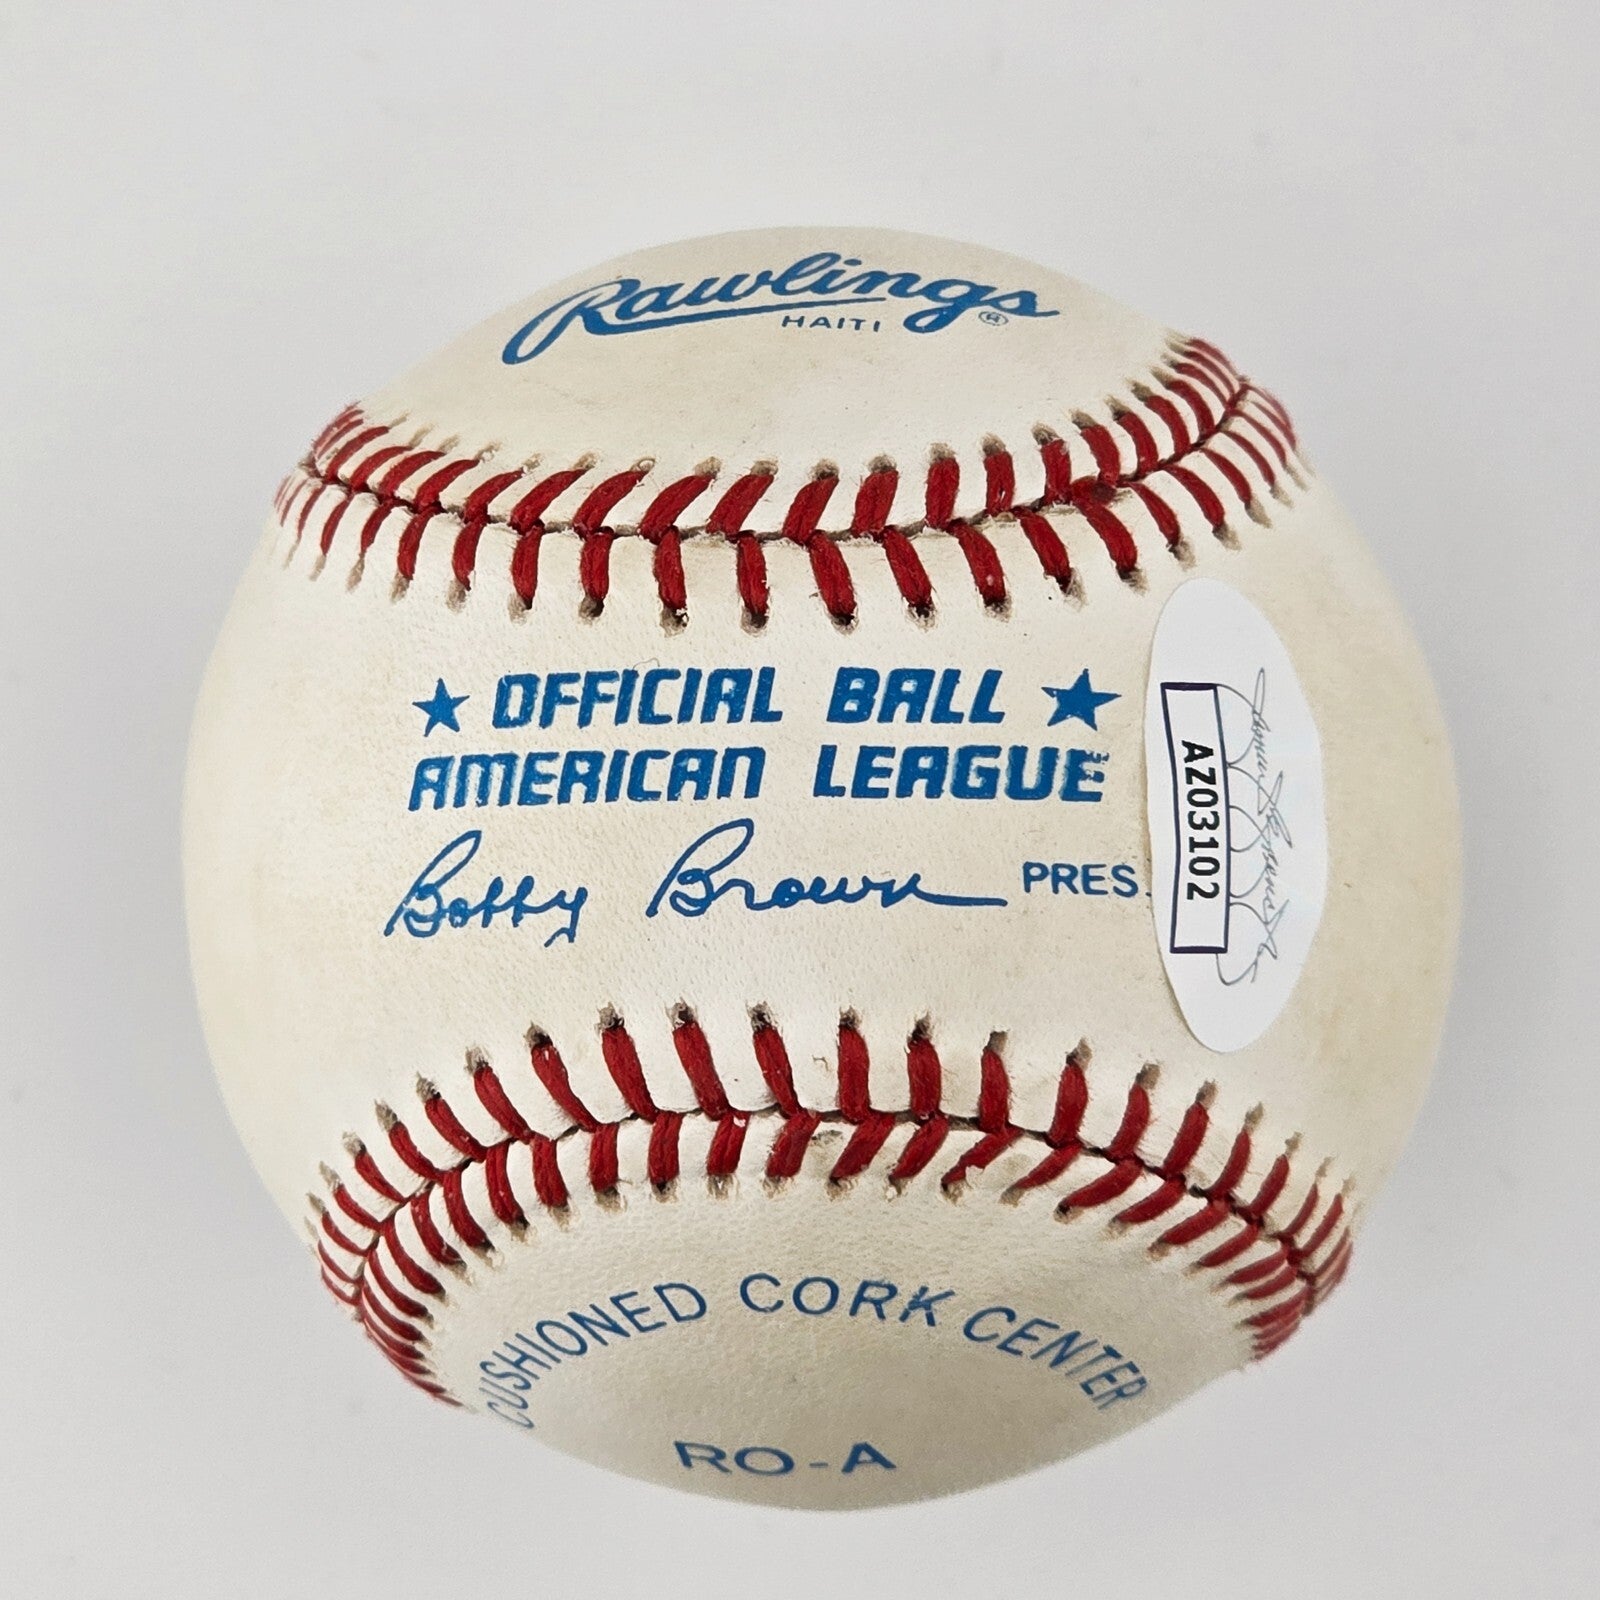 Rawlings ®
HAITI
★ OFFICIAL BALL ★
AMERICAN LEAGUE
Bobby Brown PRES.
AZ03102
CUSHIONED CORK CENTER
RO-A